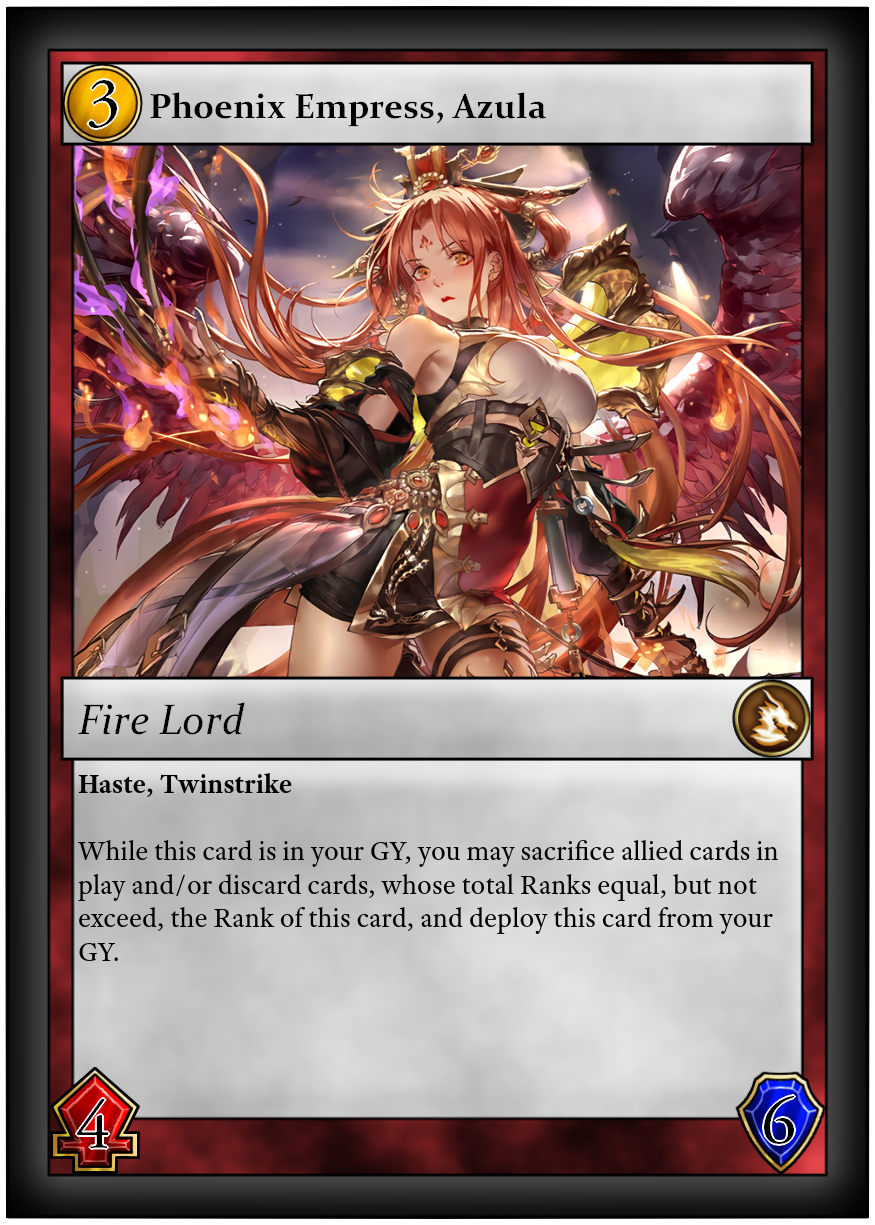 3
Phoenix Empress, Azula
Fire Lord
Haste, Twinstrike
While this card is in your GY, you may sacrifice allied cards in
play and/or discard cards, whose total Ranks equal, but not
exceed, the Rank of this card, and deploy this card from your
GY.
4
6